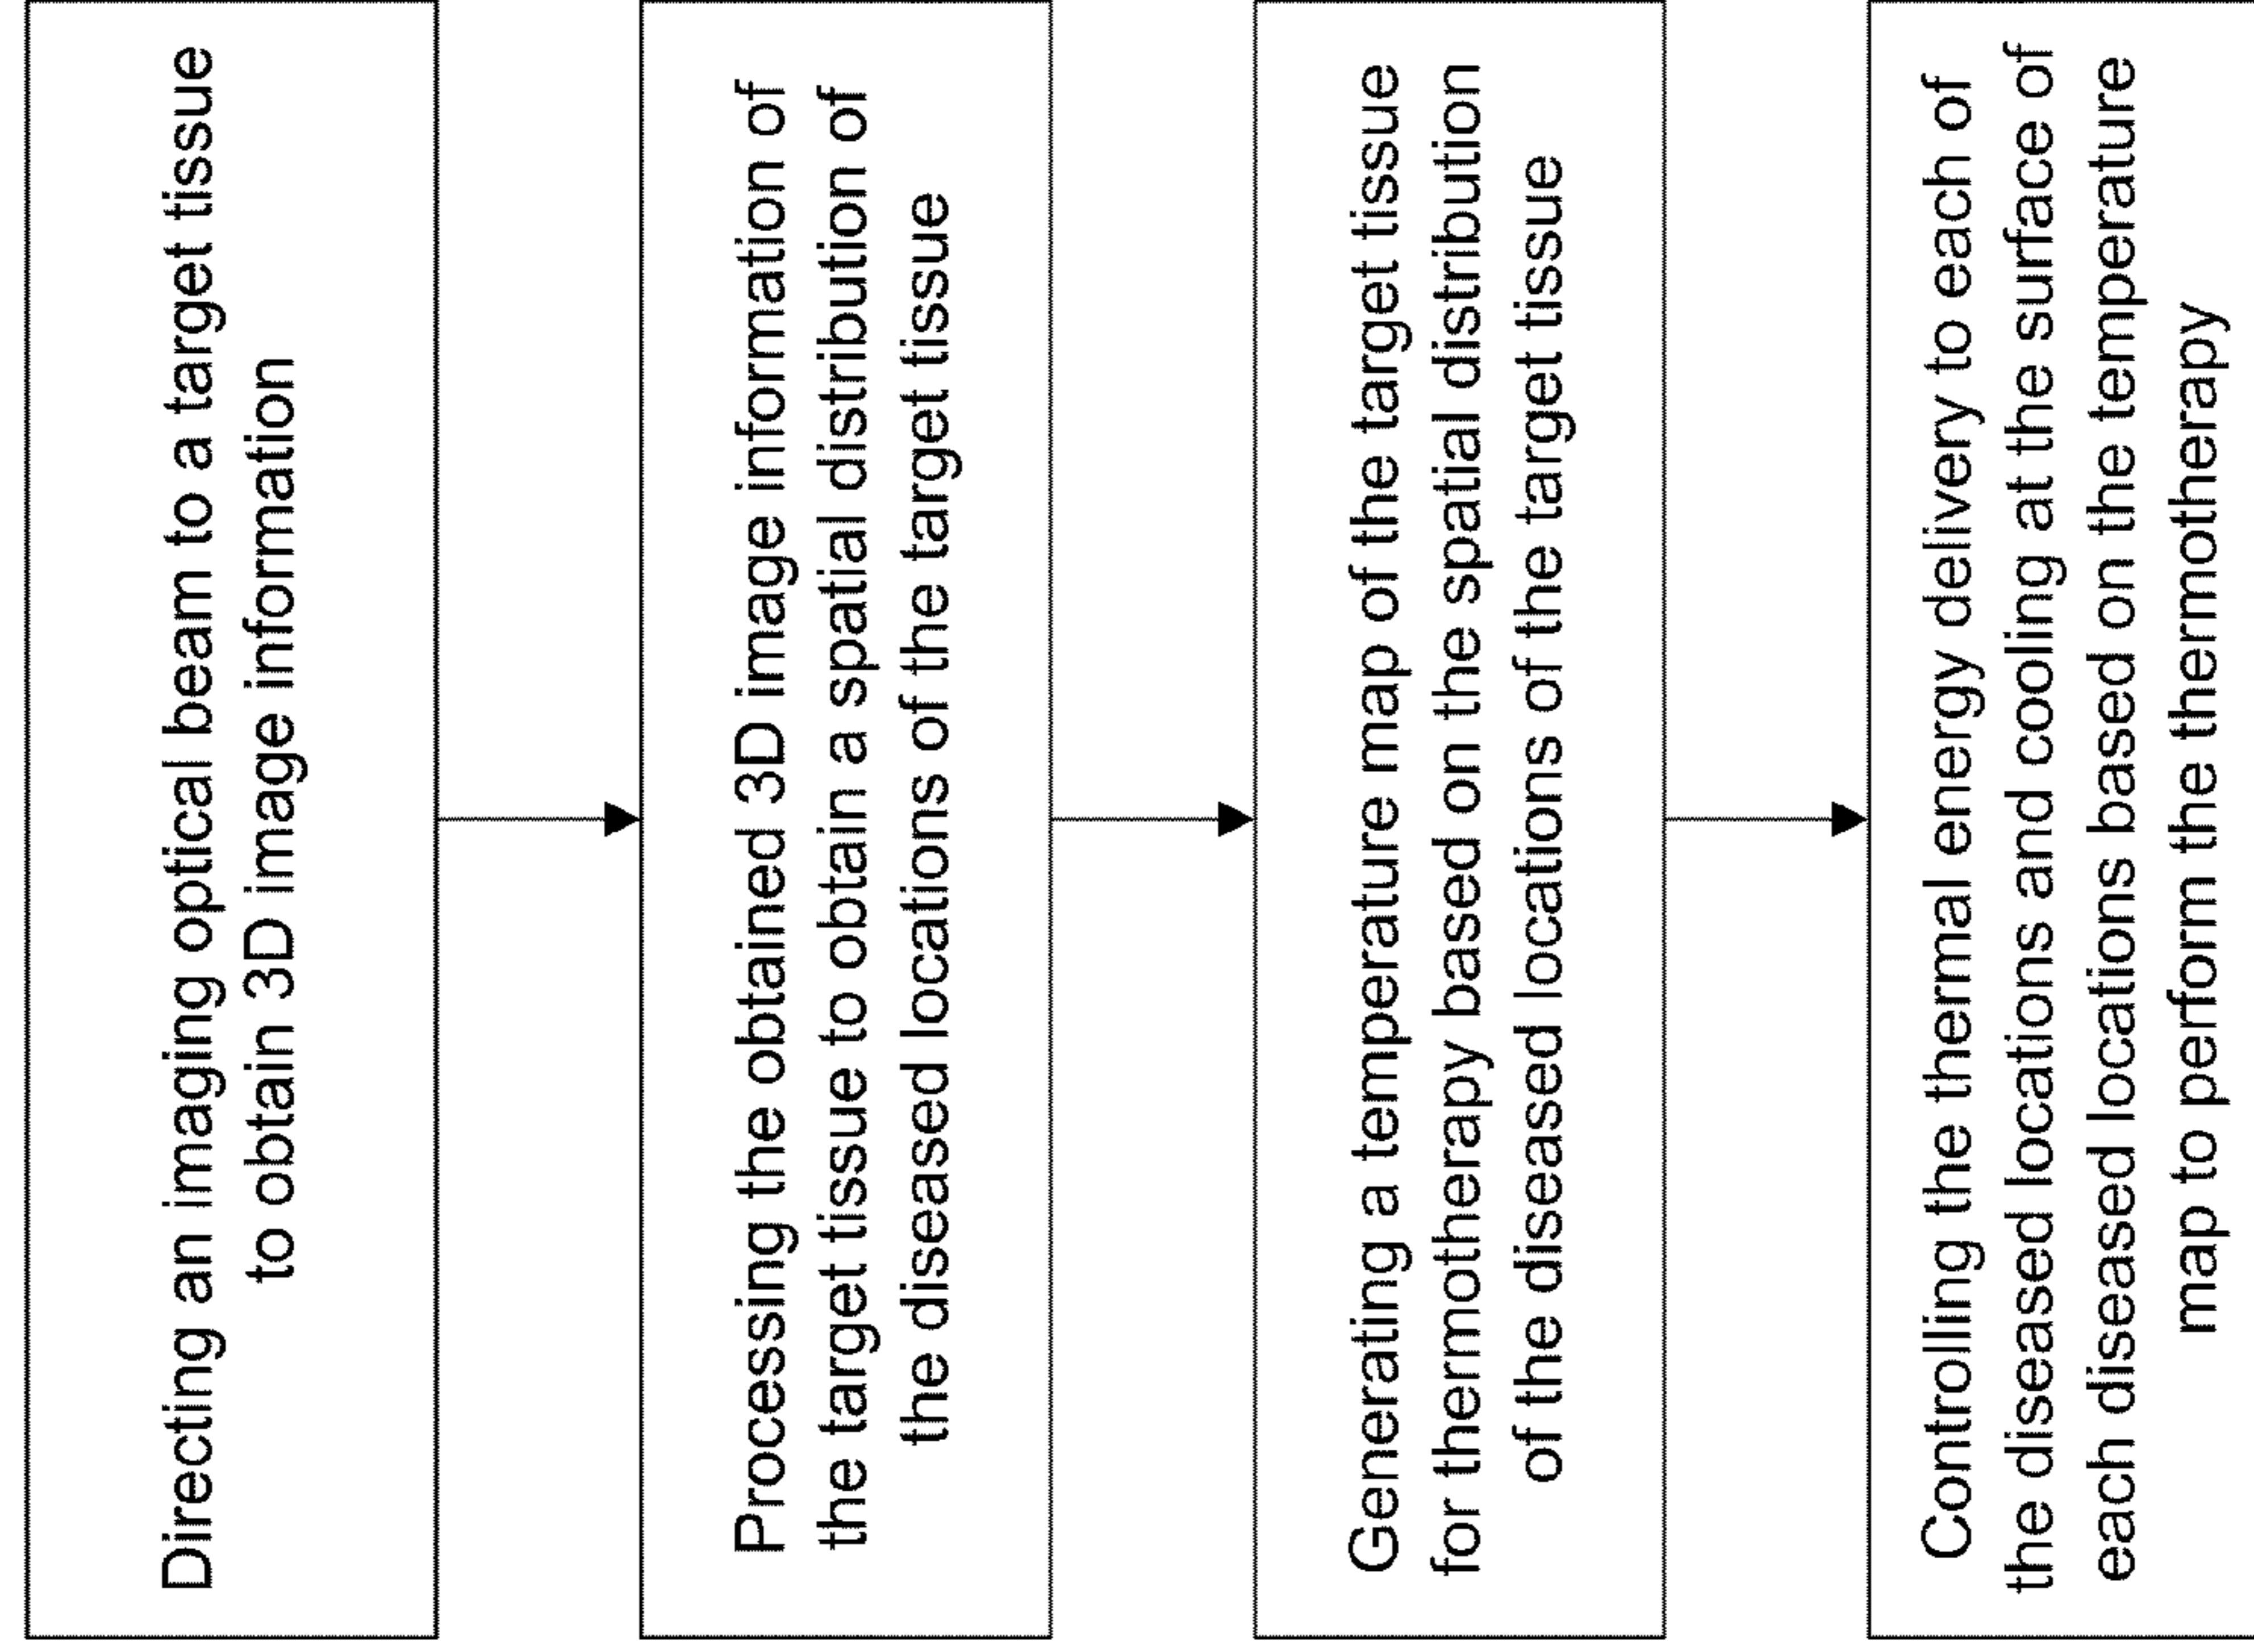 Directing an imaging optical beam to a target tissue
to obtain 3D image information
Processing the obtained 3D image information of
the target tissue to obtain a spatial distribution of
the diseased locations of the target tissue
Generating a temperature map of the target tissue
for thermotherapy based on the spatial distribution
of the diseased locations of the target tissue
Controlling the thermal energy delivery to each of
the diseased locations and cooling at the surface of
each diseased locations based on the temperature
map to perform the thermotherapy